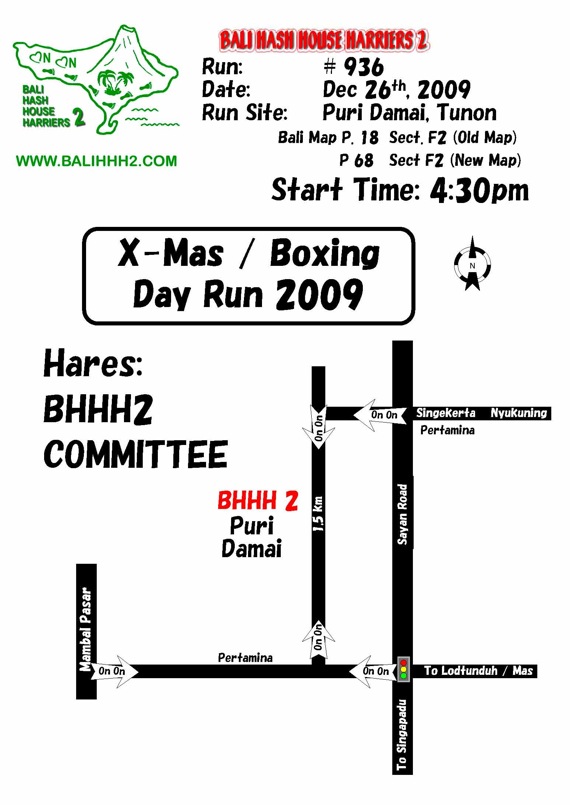 BALI HASH HOUSE HARRIERS 2
ON ON
BALI
HASH
HOUSE
HARRIERS 2
WWW.BALIHHH2.COM
Run: # 936
Date: Dec 26th, 2009
Run Site: Puri Damai, Tunon
Bali Map P. 18 Sect. F2 (Old Map)
P 68 Sect F2 (New Map)
Start Time: 4:30pm
X-Mas / Boxing
Day Run 2009
N
Hares:
BHHH2
COMMITTEE
On On
Singekerta Nyukuning
Pertamina
On On
BHHH 2
Puri
Damai
1.5 km
Sayan Road
Mambal Pasar
On On
Pertamina
On On
On On
To Lodtunduh / Mas
To Singapadu